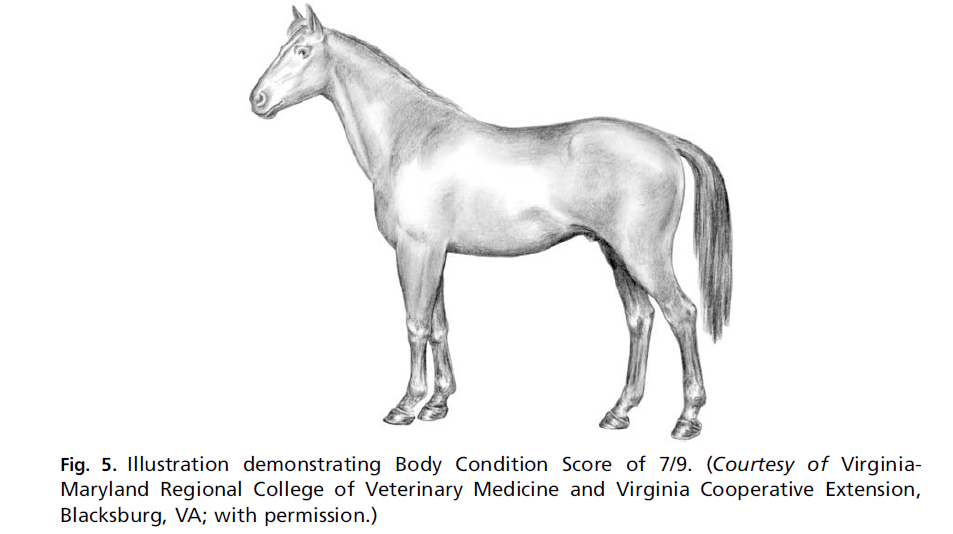 Fig. 5. Illustration demonstrating Body Condition Score of 7/9. (Courtesy of Virginia-
Maryland Regional College of Veterinary Medicine and Virginia Cooperative Extension,
Blacksburg, VA; with permission.)